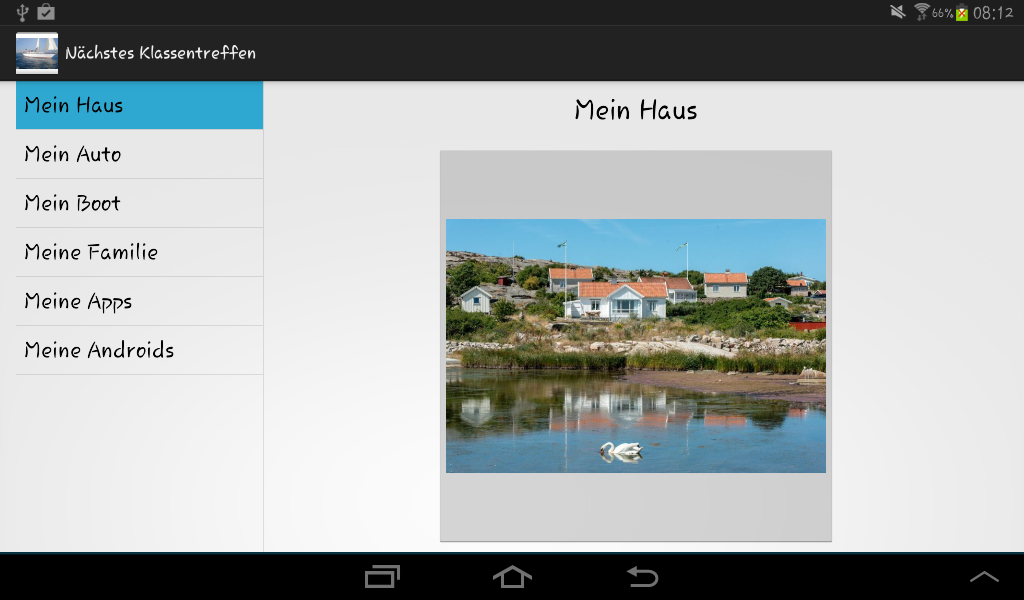 66% 08:12
Nächstes Klassentreffen
Mein Haus
Mein Auto
Mein Boot
Meine Familie
Meine Apps
Meine Androids
Mein Haus